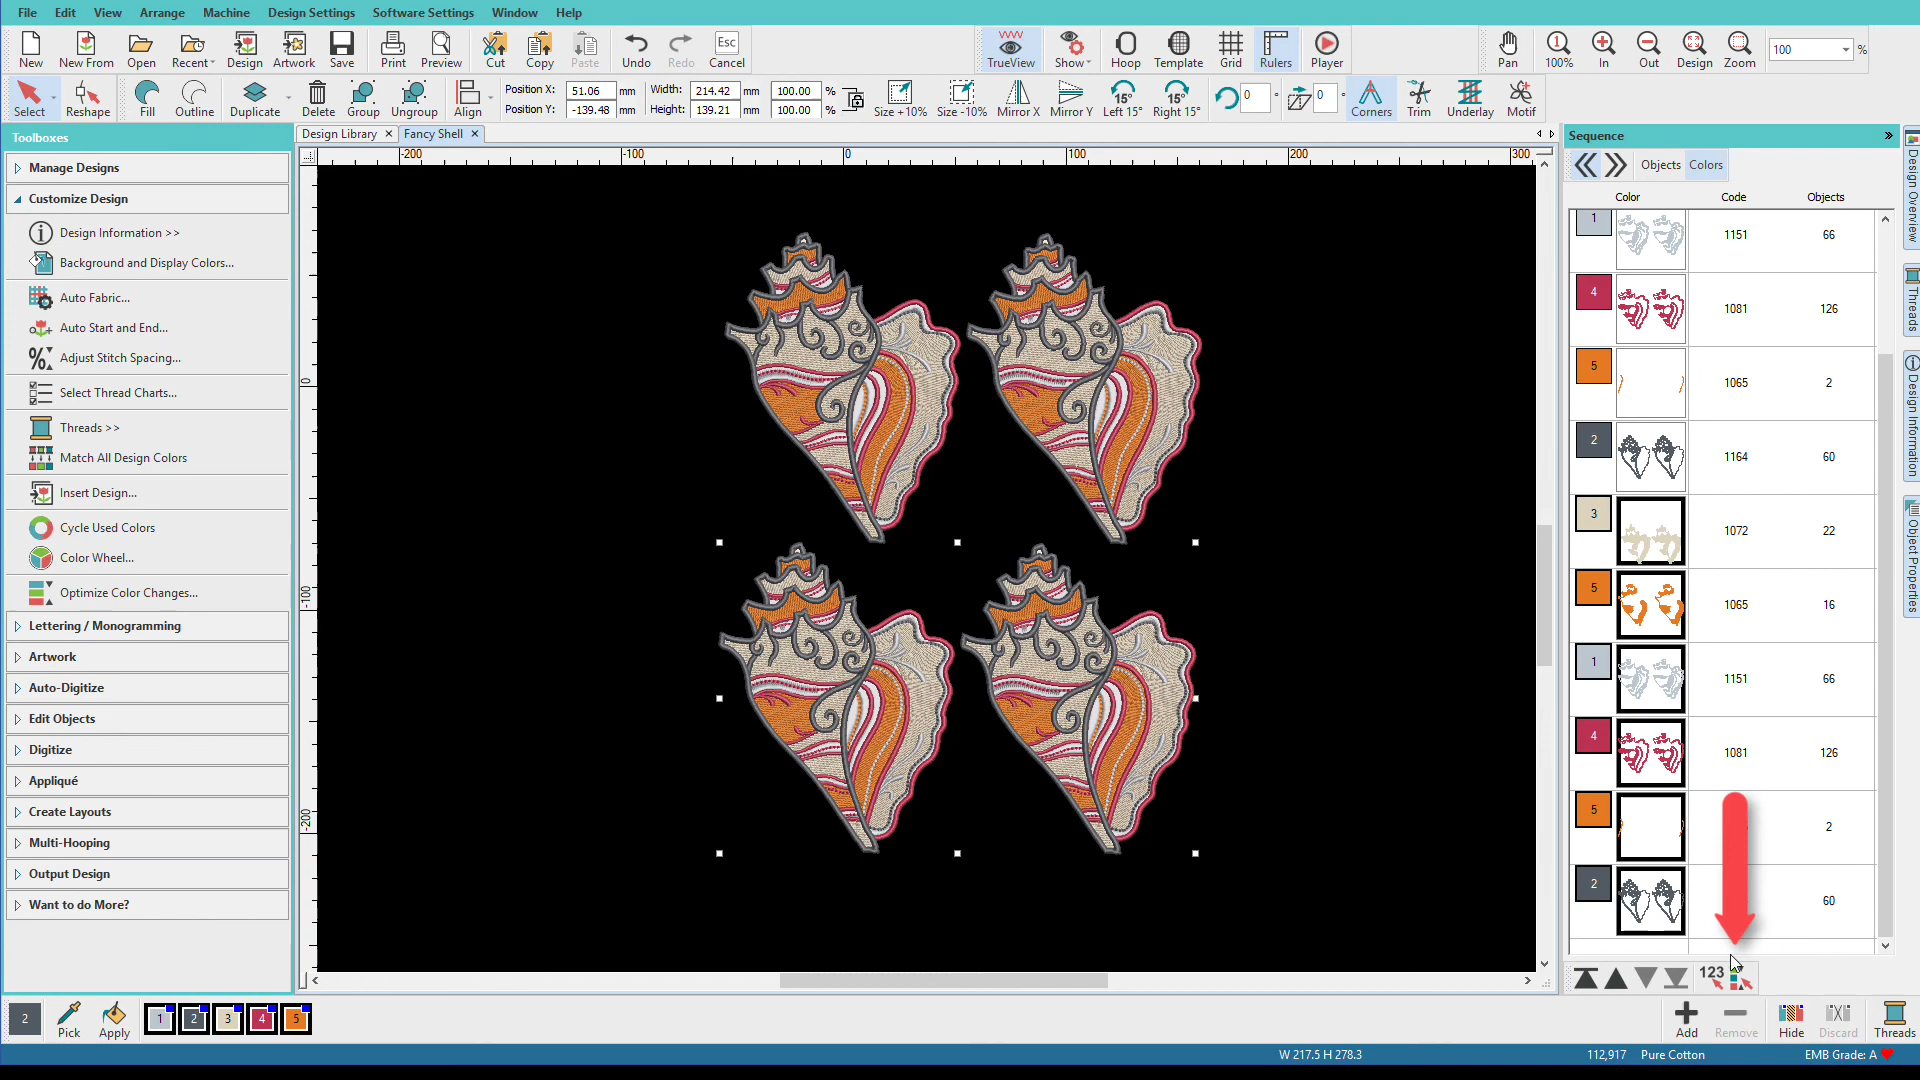 File Edit View Arrange Machine Design Settings Software Settings Window Help
New New From Open Recent Design Artwork Save Print Preview Cut Copy Paste Undo Redo Esc Cancel TrueView Show Hoop Template Grid Rulers Player Pan 1 100% In Out Design Zoom 100 %
Select Reshape Fill Outline Duplicate Delete Group Ungroup Align
Position X: 51.06 mm Width: 214.42 mm 100.00 %
Position Y: -139.48 mm Height: 139.21 mm 100.00 %
Size +10% Size -10% Mirror X Mirror Y 15° Left 15° 15° Right 15° 0 ° 0 ° Corners Trim Underlay Motif
Toolboxes
Manage Designs
Customize Design
Design Information >>
Background and Display Colors...
Auto Fabric...
Auto Start and End...
Adjust Stitch Spacing...
Select Thread Charts...
Threads >>
Match All Design Colors
Insert Design...
Cycle Used Colors
Color Wheel...
Optimize Color Changes...
Lettering / Monogramming
Artwork
Auto-Digitize
Edit Objects
Digitize
Appliqué
Create Layouts
Multi-Hooping
Output Design
Want to do More?
Design Library × Fancy Shell ×
-200 -100 0 100 200 300
0
-100
-200
Sequence
Objects Colors
Color Code Objects
1 1151 66
4 1081 126
5 1065 2
2 1164 60
3 1072 22
5 1065 16
1 1151 66
4 1081 126
5 2
2 60
123
Design Overview
Threads
Design Information
Object Properties
2 Pick Apply 1 2 3 4 5
Add Remove Hide Discard Threads
W 217.5 H 278.3 112,917 Pure Cotton EMB Grade: A